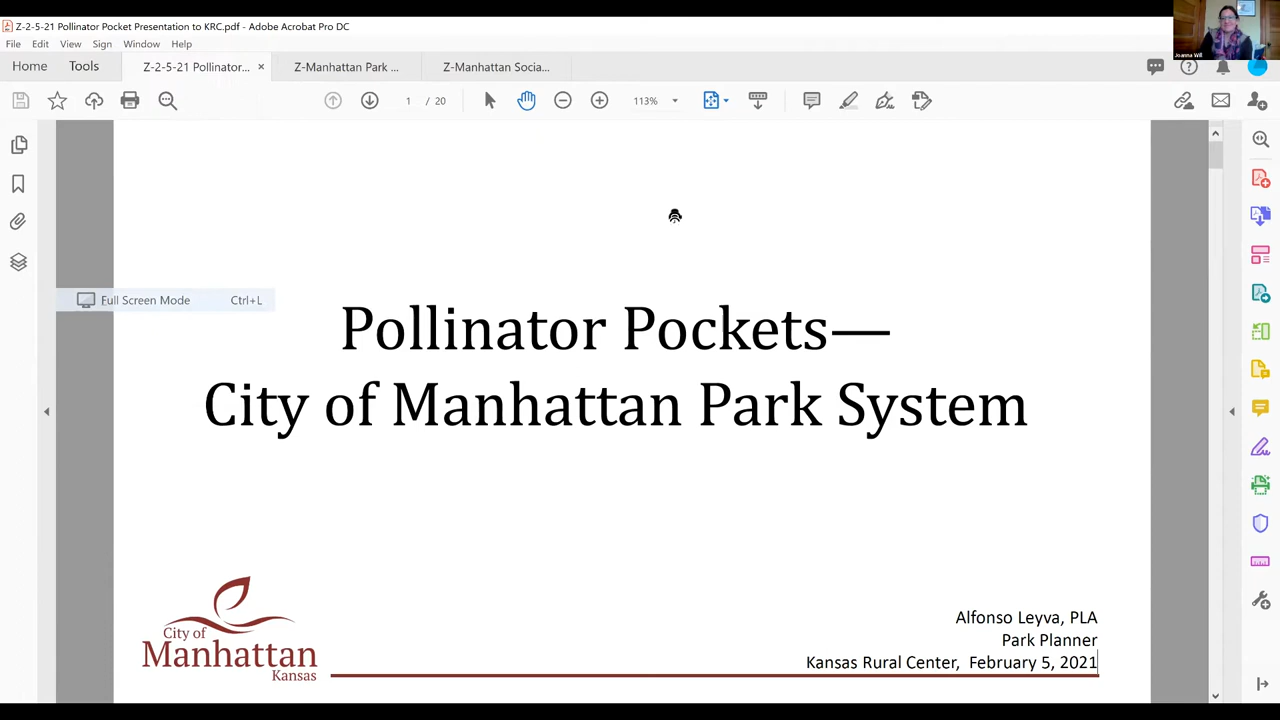 Z-2-5-21 Pollinator Pocket Presentation to KRC.pdf - Adobe Acrobat Pro DC
File Edit View Sign Window Help
Home Tools Z-2-5-21 Pollinator... × Z-Manhattan Park ... Z-Manhattan Socia...
Joanna Will
1 / 20 113%
Full Screen Mode Ctrl+L
Pollinator Pockets—
City of Manhattan Park System
City of
Manhattan
Kansas
Alfonso Leyva, PLA
Park Planner
Kansas Rural Center, February 5, 2021